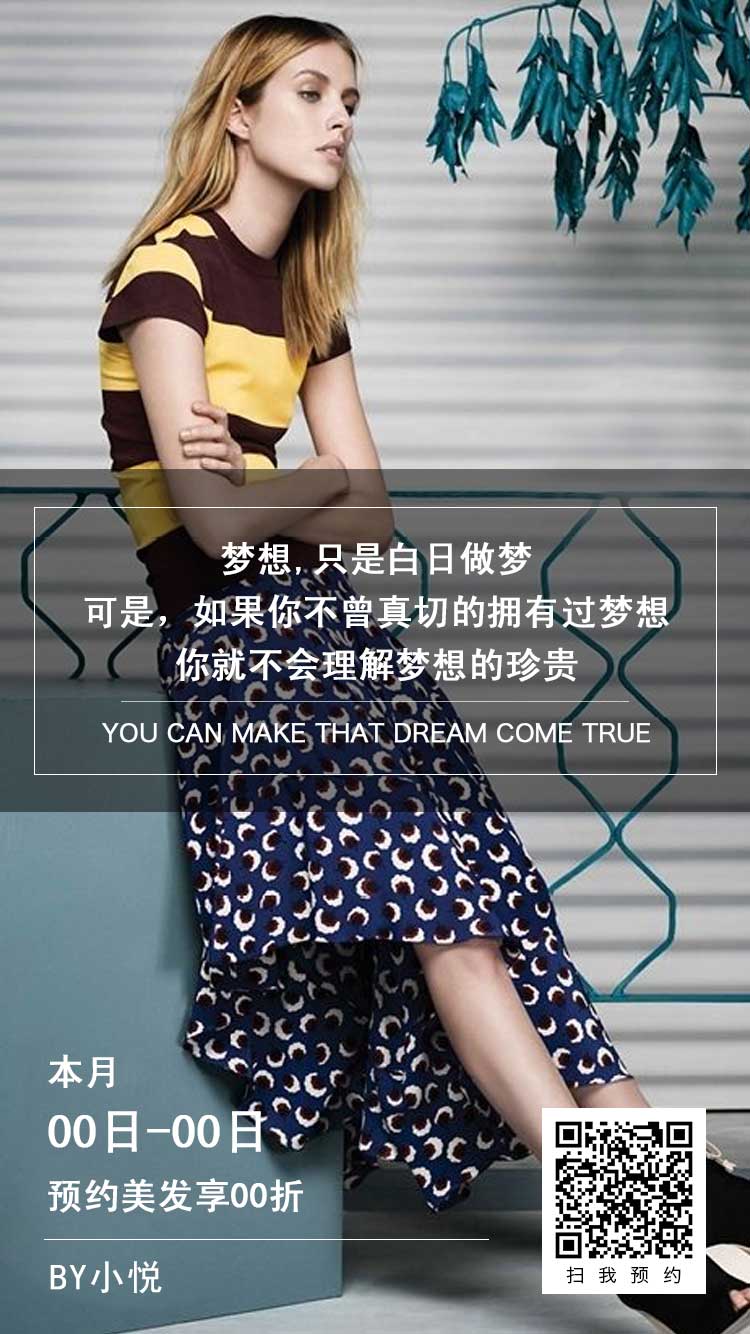 梦想,只是白日做梦
可是，如果你不曾真切的拥有过梦想
你就不会理解梦想的珍贵
YOU CAN MAKE THAT DREAM COME TRUE
本月
00日-00日
预约美发享00折
BY小悦
扫我预约